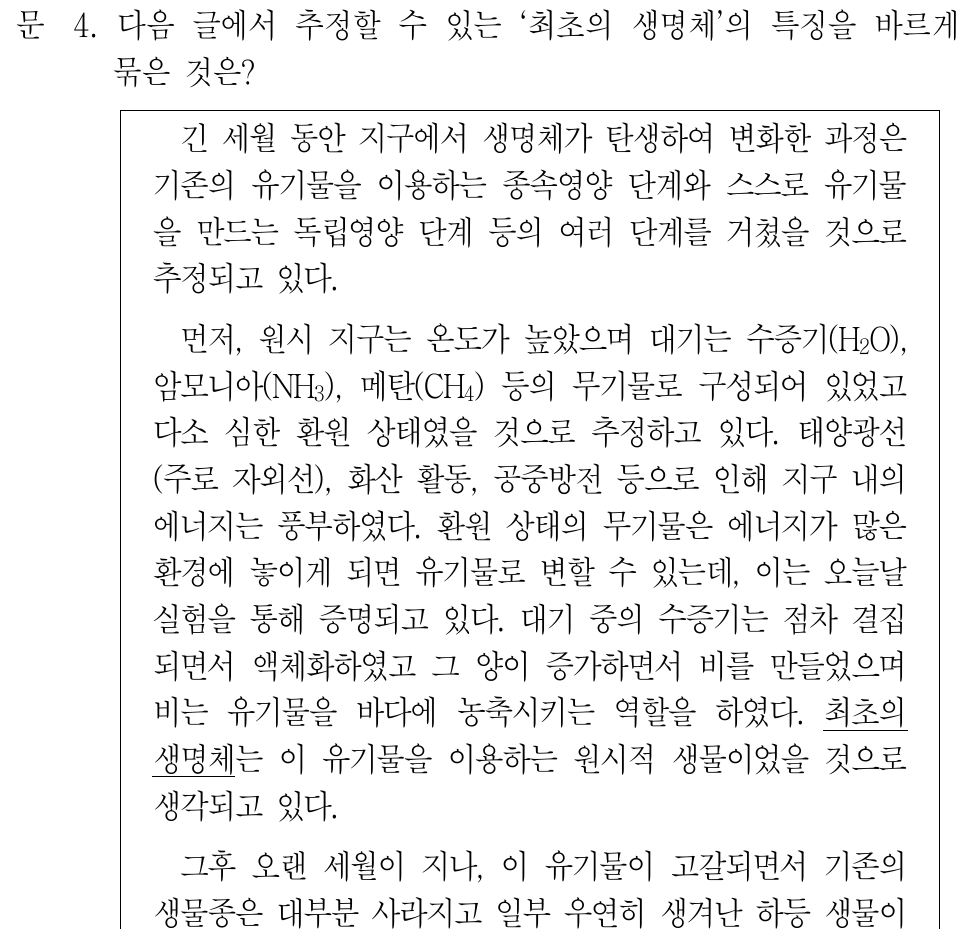 문 4. 다음 글에서 추정할 수 있는 ‘최초의 생명체’의 특징을 바르게
묶은 것은?
긴 세월 동안 지구에서 생명체가 탄생하여 변화한 과정은
기존의 유기물을 이용하는 종속영양 단계와 스스로 유기물
을 만드는 독립영양 단계 등의 여러 단계를 거쳤을 것으로
추정되고 있다.
먼저, 원시 지구는 온도가 높았으며 대기는 수증기(H₂O),
암모니아(NH₃), 메탄(CH₄) 등의 무기물로 구성되어 있었고
다소 심한 환원 상태였을 것으로 추정하고 있다. 태양광선
(주로 자외선), 화산 활동, 공중방전 등으로 인해 지구 내의
에너지는 풍부하였다. 환원 상태의 무기물은 에너지가 많은
환경에 놓이게 되면 유기물로 변할 수 있는데, 이는 오늘날
실험을 통해 증명되고 있다. 대기 중의 수증기는 점차 결집
되면서 액체화하였고 그 양이 증가하면서 비를 만들었으며
비는 유기물을 바다에 농축시키는 역할을 하였다. 최초의
생명체는 이 유기물을 이용하는 원시적 생물이었을 것으로
생각되고 있다.
그후 오랜 세월이 지나, 이 유기물이 고갈되면서 기존의
생물종은 대부분 사라지고 일부 우연히 생겨난 하등 생물이